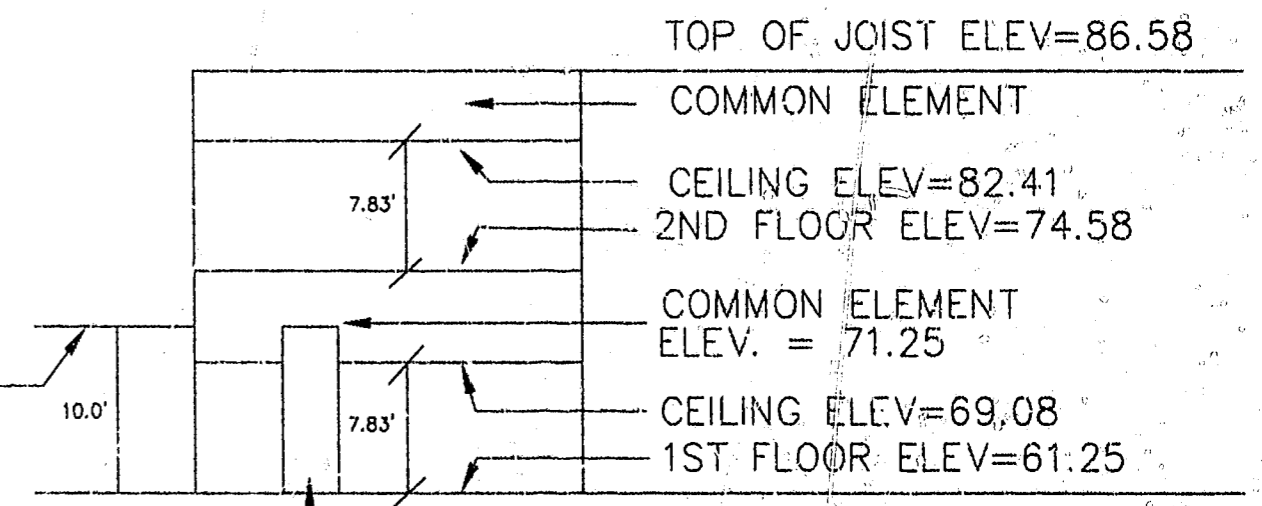 TOP OF JOIST ELEV=86.58
COMMON ELEMENT
CEILING ELEV=82.41
7.83'
2ND FLOOR ELEV=74.58
COMMON ELEMENT
ELEV. = 71.25
10.0'
7.83'
CEILING ELEV=69.08
1ST FLOOR ELEV=61.25